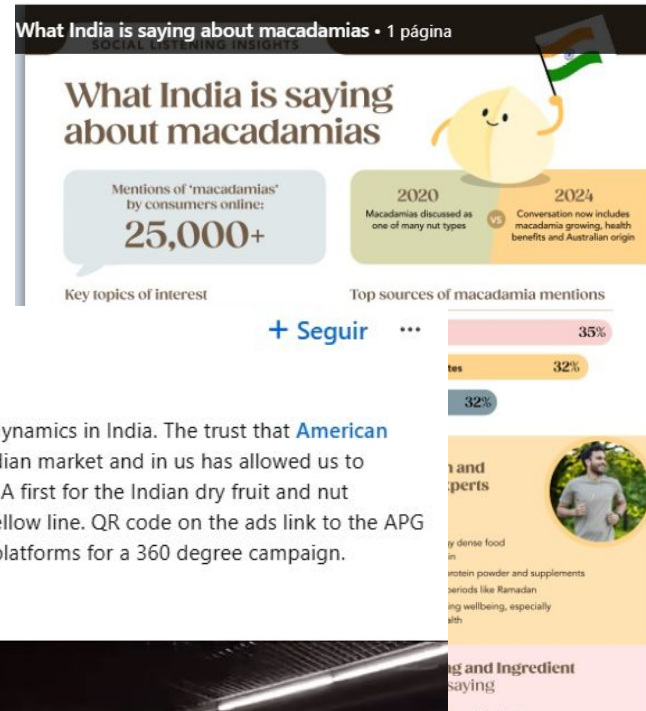 What India is saying about macadamias • 1 página
SOCIAL LISTENING INSIGHTS
What India is saying
about macadamias
Mentions of ‘macadamias’
by consumers online:
25,000+
2020
Macadamias discussed as
one of many nut types
VS
2024
Conversation now includes
macadamia growing, health
benefits and Australian origin
Key topics of interest
Top sources of macadamia mentions
35%
32%
32%
+ Seguir ...
ynamics in India. The trust that American
dian market and in us has allowed us to
A first for the Indian dry fruit and nut
ellow line. QR code on the ads link to the APG
platforms for a 360 degree campaign.
and
perts
dense food
in
protein powder and supplements
periods like Ramadan
ing wellbeing, especially
alth
g and Ingredient
saying